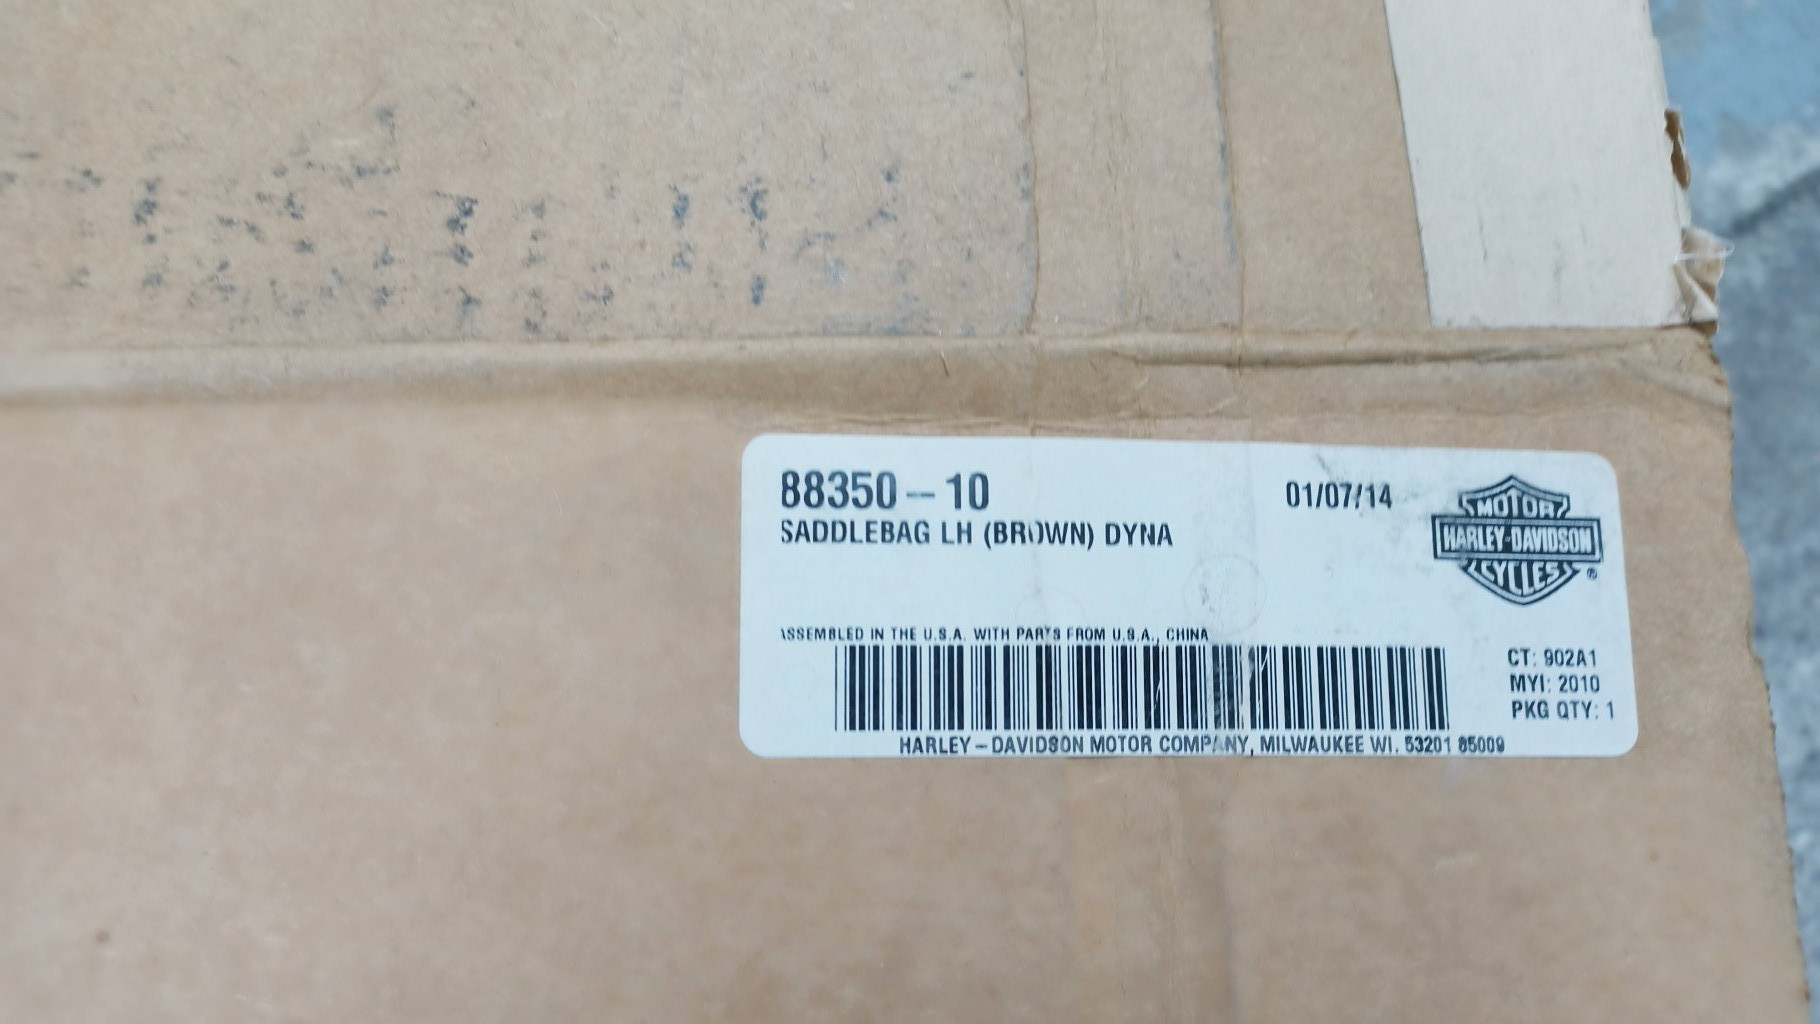 88350-10
01/07/14
SADDLEBAG LH (BROWN) DYNA
MOTOR
HARLEY-DAVIDSON
CYCLES
®
ASSEMBLED IN THE U.S.A. WITH PARTS FROM U.S.A., CHINA
CT: 902A1
MYI: 2010
PKG QTY: 1
HARLEY-DAVIDSON MOTOR COMPANY, MILWAUKEE WI. 53201 85009